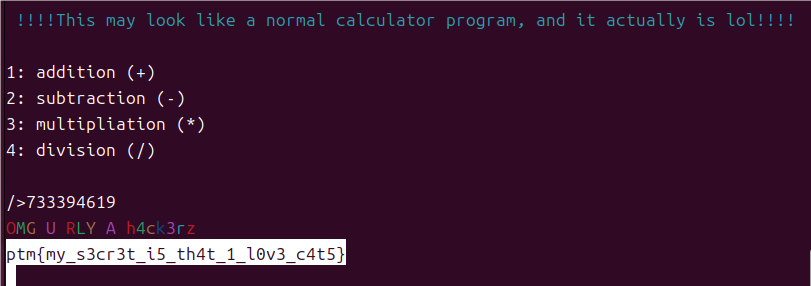 !!!!This may look like a normal calculator program, and it actually is lol!!!!
1: addition (+)
2: subtraction (-)
3: multipliation (*)
4: division (/)
/>733394619
OMG U RLY A h4ck3rz
ptm{my_s3cr3t_i5_th4t_1_l0v3_c4t5}